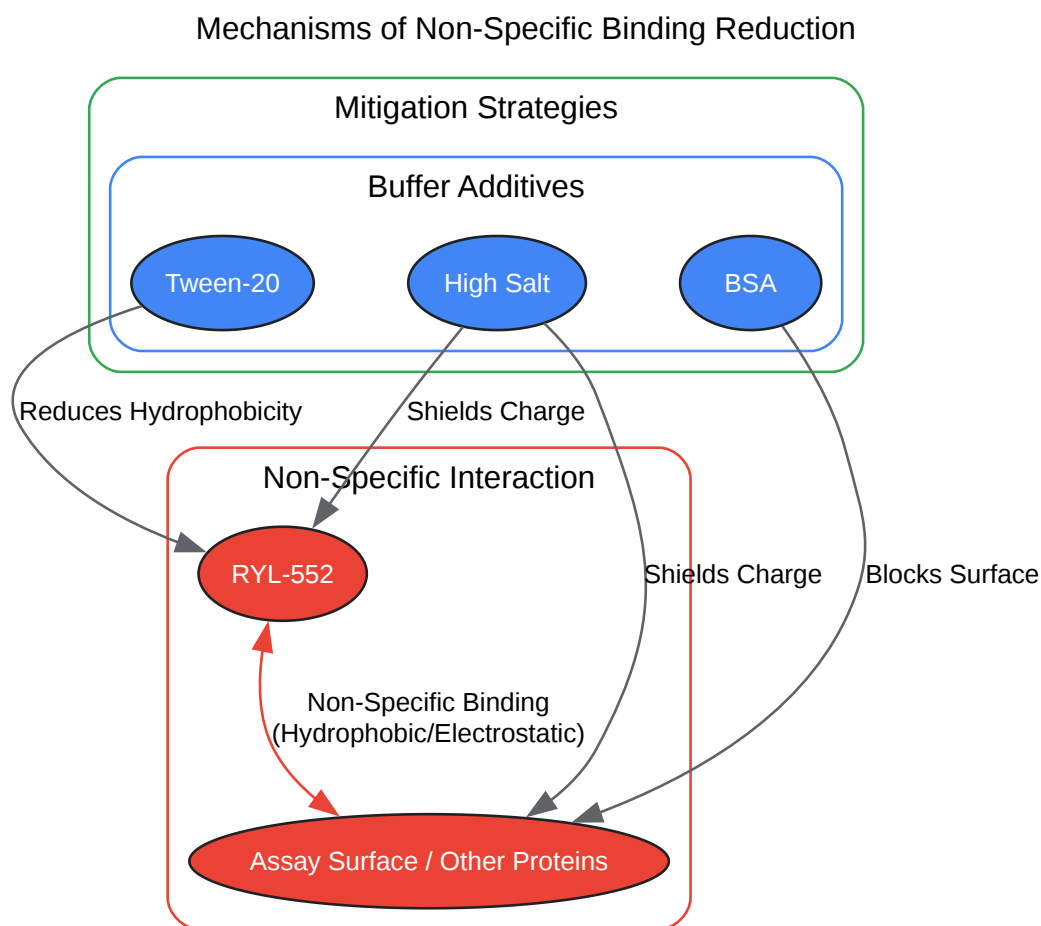 Mechanisms of Non-Specific Binding Reduction
Mitigation Strategies
Buffer Additives
Tween-20
High Salt
BSA
Reduces Hydrophobicity
Shields Charge
Non-Specific Interaction
RYL-552
Shields Charge
Blocks Surface
Non-Specific Binding
(Hydrophobic/Electrostatic)
Assay Surface / Other Proteins